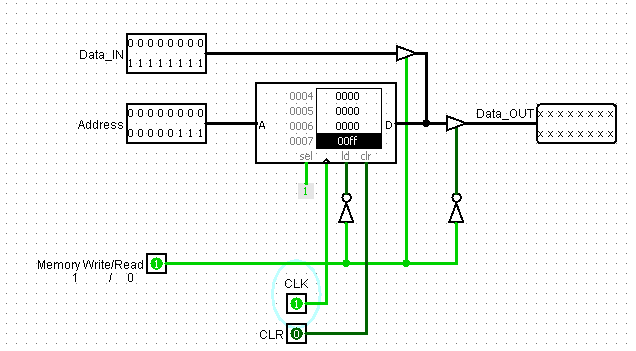 0 0 0 0 0 0 0 0
Data_IN
1 1 1 1 1 1 1 1
0004 0000
0005 0000
0006 0000
0007 00ff
A
D
sel ld clr
0 0 0 0 0 0 0 0
Address
0 0 0 0 0 1 1 1
Data_OUT
x x x x x x x x
x x x x x x x x
1
Memory Write/Read 1
1 / 0
CLK
1
CLR 0